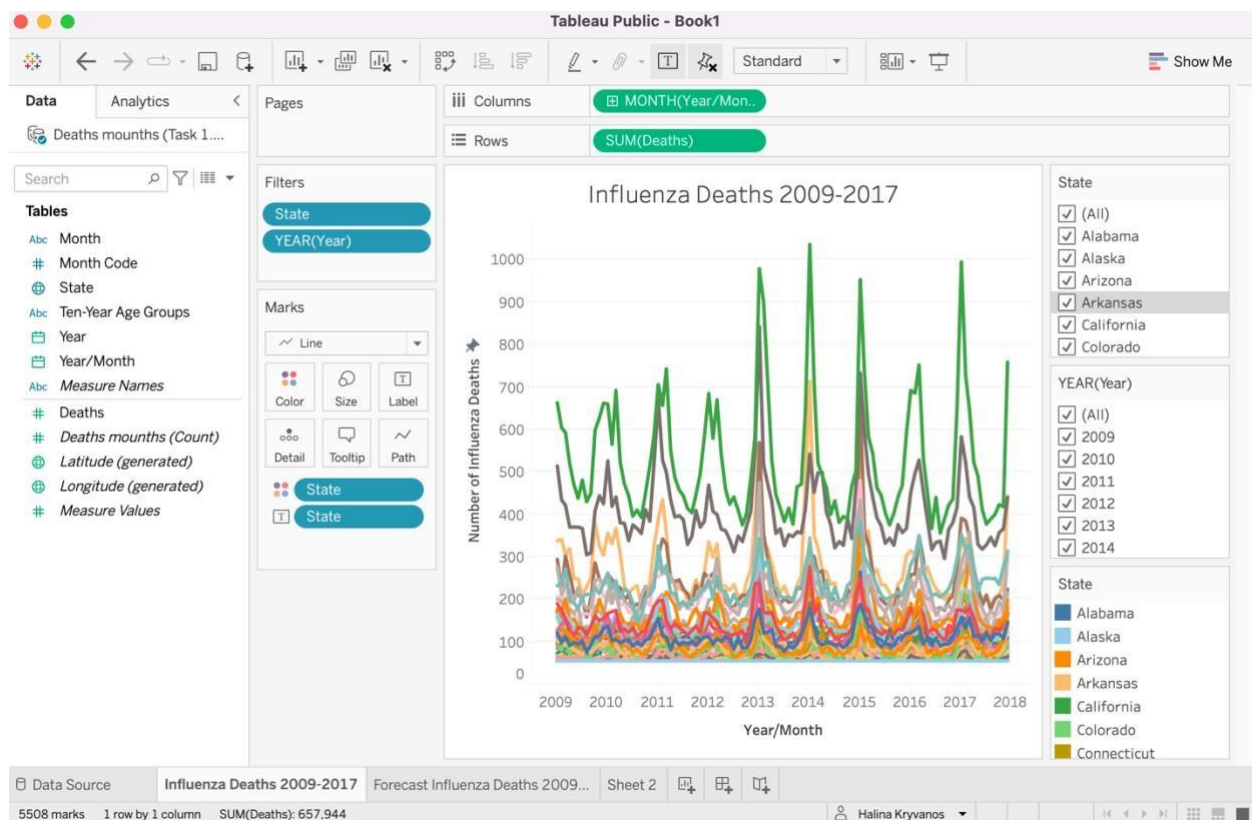 Tableau Public - Book1
Standard
Show Me
Data
Analytics
Deaths mounths (Task 1....
Search
Tables
Abc Month
# Month Code
State
Abc Ten-Year Age Groups
Year
Year/Month
Abc Measure Names
# Deaths
# Deaths mounths (Count)
Latitude (generated)
Longitude (generated)
# Measure Values
Pages
Filters
State
YEAR(Year)
Marks
Line
Color
Size
T
Label
Detail
Tooltip
Path
State
T State
Columns
MONTH(Year/Mon..
Rows
SUM(Deaths)
Influenza Deaths 2009-2017
Number of Influenza Deaths
1000
900
800
700
600
500
400
300
200
100
0
2009 2010 2011 2012 2013 2014 2015 2016 2017 2018
Year/Month
State
(All)
Alabama
Alaska
Arizona
Arkansas
California
Colorado
YEAR(Year)
(All)
2009
2010
2011
2012
2013
2014
State
Alabama
Alaska
Arizona
Arkansas
California
Colorado
Connecticut
Data Source
Influenza Deaths 2009-2017
Forecast Influenza Deaths 2009...
Sheet 2
5508 marks 1 row by 1 column SUM(Deaths): 657,944
Halina Kryvanos